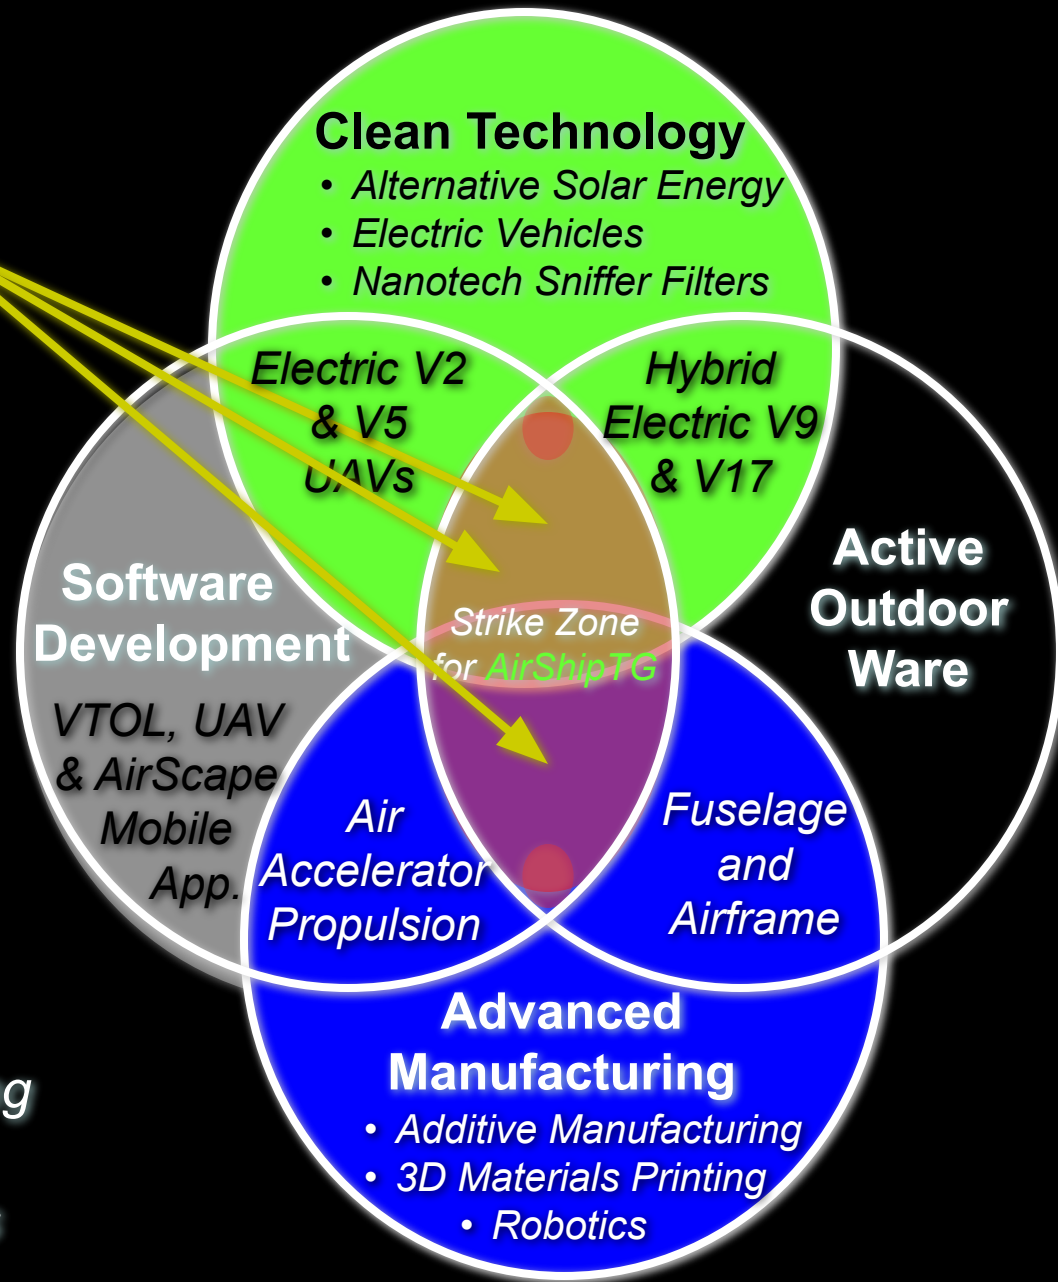 Clean Technology
• Alternative Solar Energy
• Electric Vehicles
• Nanotech Sniffer Filters
Electric V2
& V5
UAVs
Hybrid
Electric V9
& V17
Software
Development
VTOL, UAV
& AirScape
Mobile
App.
Active
Outdoor
Ware
Strike Zone
for AirShipTG
Air
Accelerator
Propulsion
Fuselage
and
Airframe
Advanced
Manufacturing
• Additive Manufacturing
• 3D Materials Printing
• Robotics
g